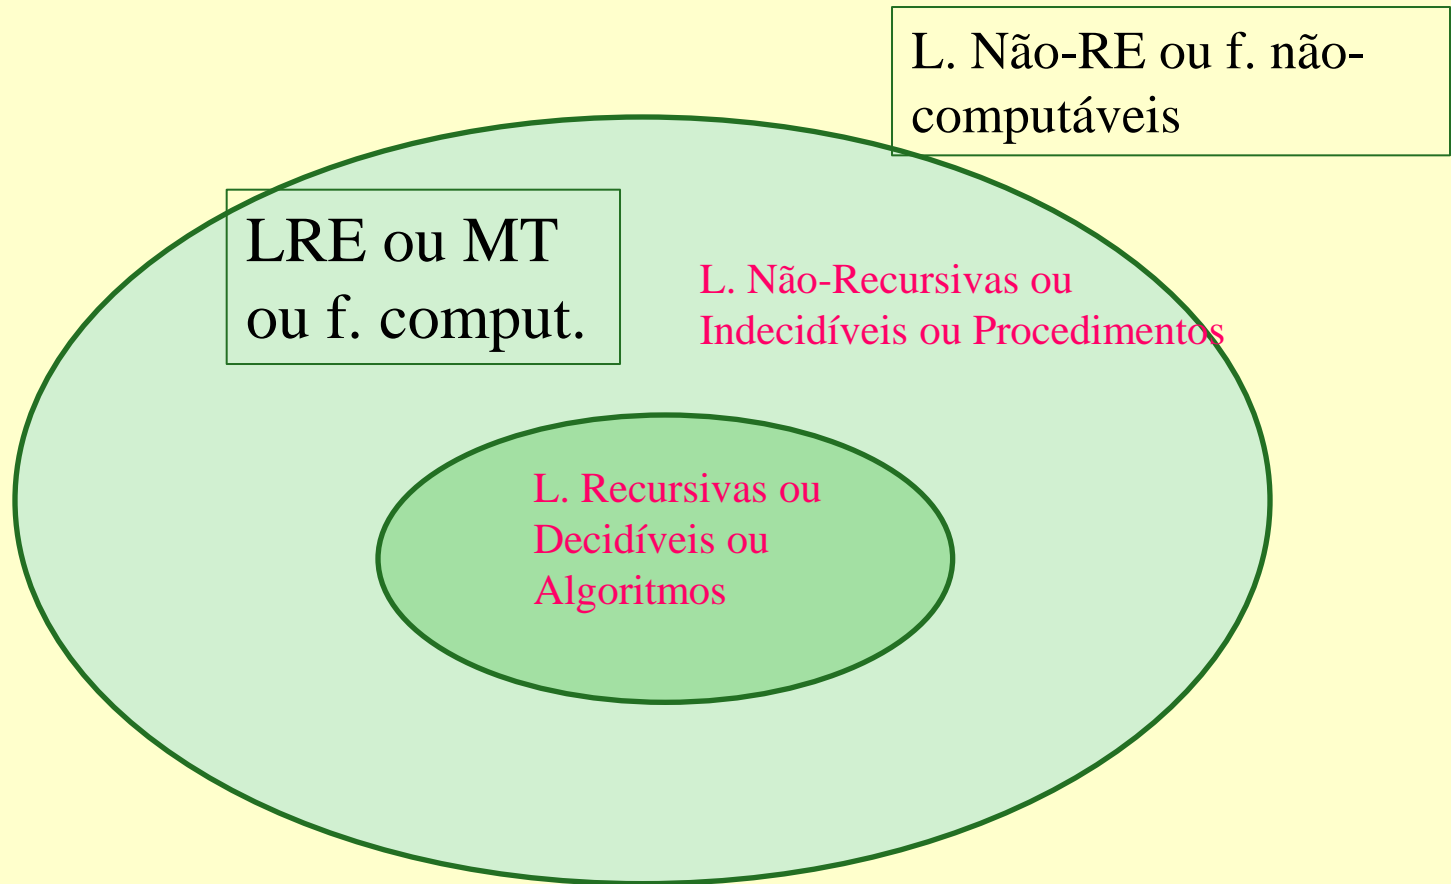 L. Não-RE ou f. não-
computáveis
LRE ou MT
ou f. comput.
L. Não-Recursivas ou
Indecidíveis ou Procedimentos
L. Recursivas ou
Decidíveis ou
Algoritmos